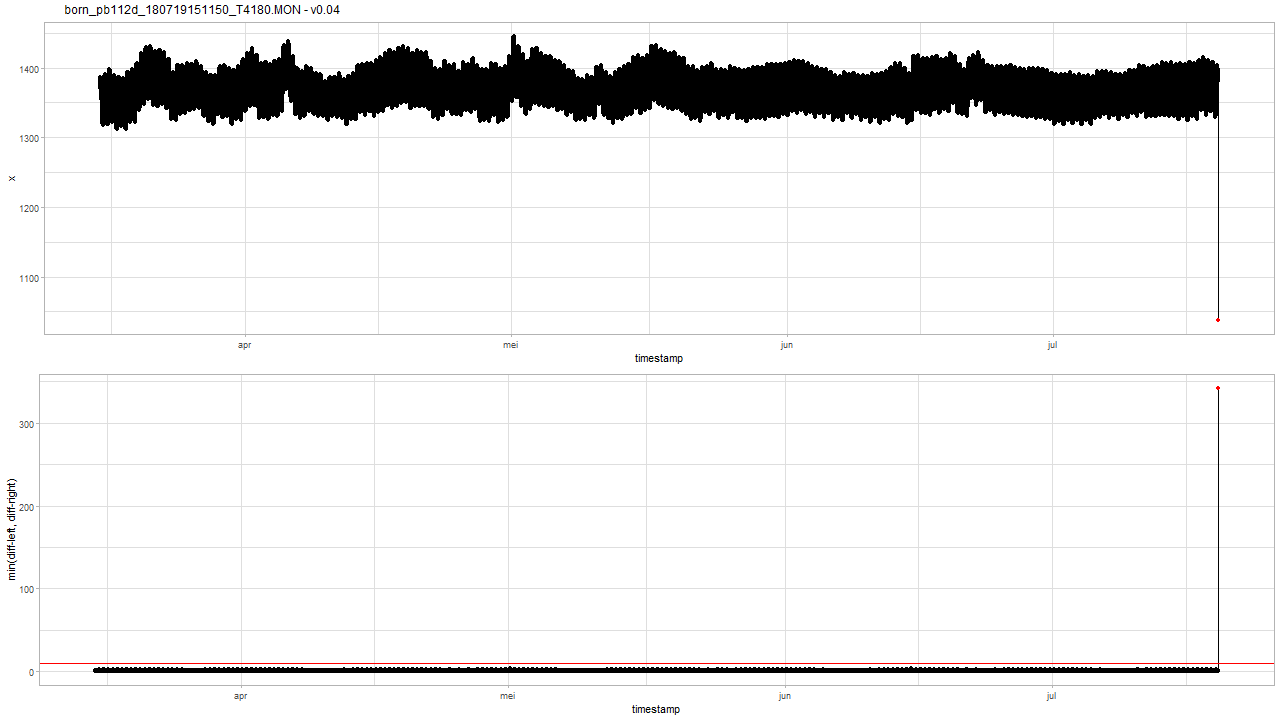 born_pb112d_180719151150_T4180.MON - v0.04
1400
1300
1200
1100
x
apr
mei
jun
jul
timestamp
300
200
100
0
min(diff-left, diff-right)
apr
mei
jun
jul
timestamp